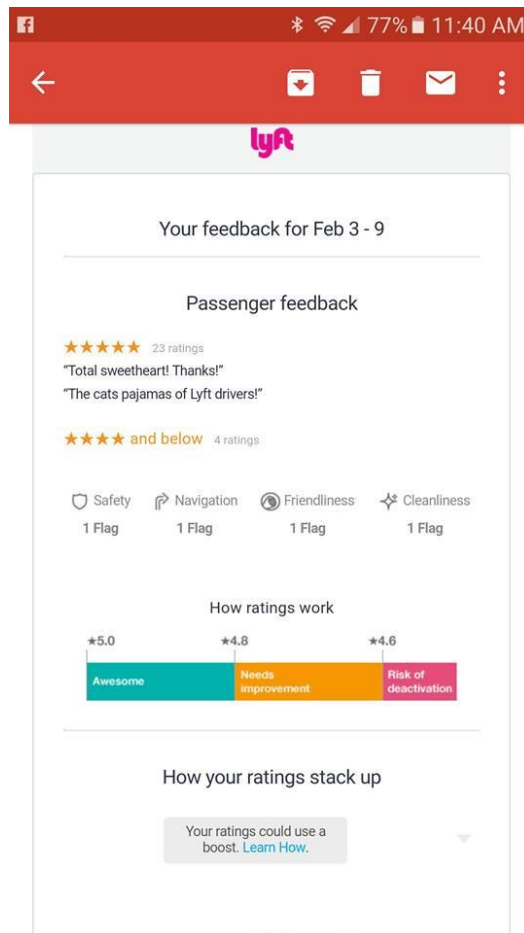 77% 11:40 AM
lyft
Your feedback for Feb 3 - 9
Passenger feedback
★★★★★ 23 ratings
“Total sweetheart! Thanks!”
“The cats pajamas of Lyft drivers!”
★★★★ and below 4 ratings
Safety Navigation Friendliness Cleanliness
1 Flag 1 Flag 1 Flag 1 Flag
How ratings work
★5.0 ★4.8 ★4.6
Awesome Needs improvement Risk of deactivation
How your ratings stack up
Your ratings could use a
boost. Learn How.